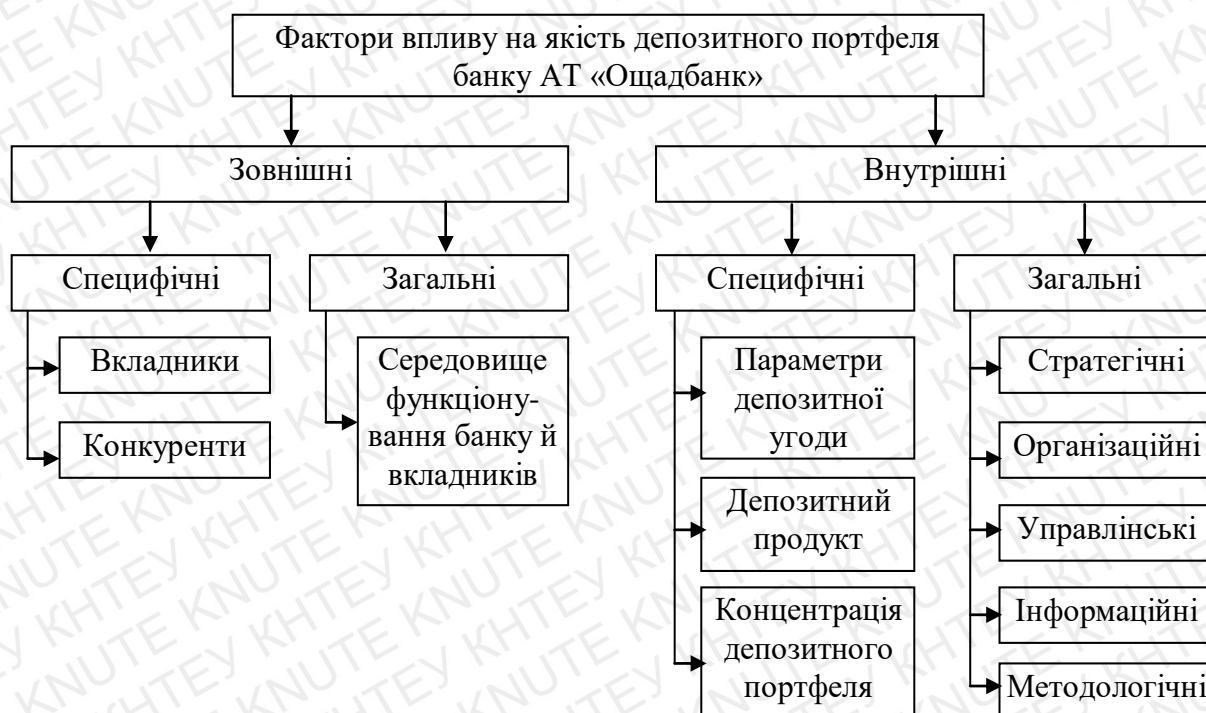 Фактори впливу на якість депозитного портфеля
банку АТ «Ощадбанк»
Зовнішні
Внутрішні
Специфічні
Загальні
Специфічні
Загальні
Вкладники
Конкуренти
Середовище
функціону-
вання банку й
вкладників
Параметри
депозитної
угоди
Депозитний
продукт
Концентрація
депозитного
портфеля
Стратегічні
Організаційні
Управлінські
Інформаційні
Методологічні